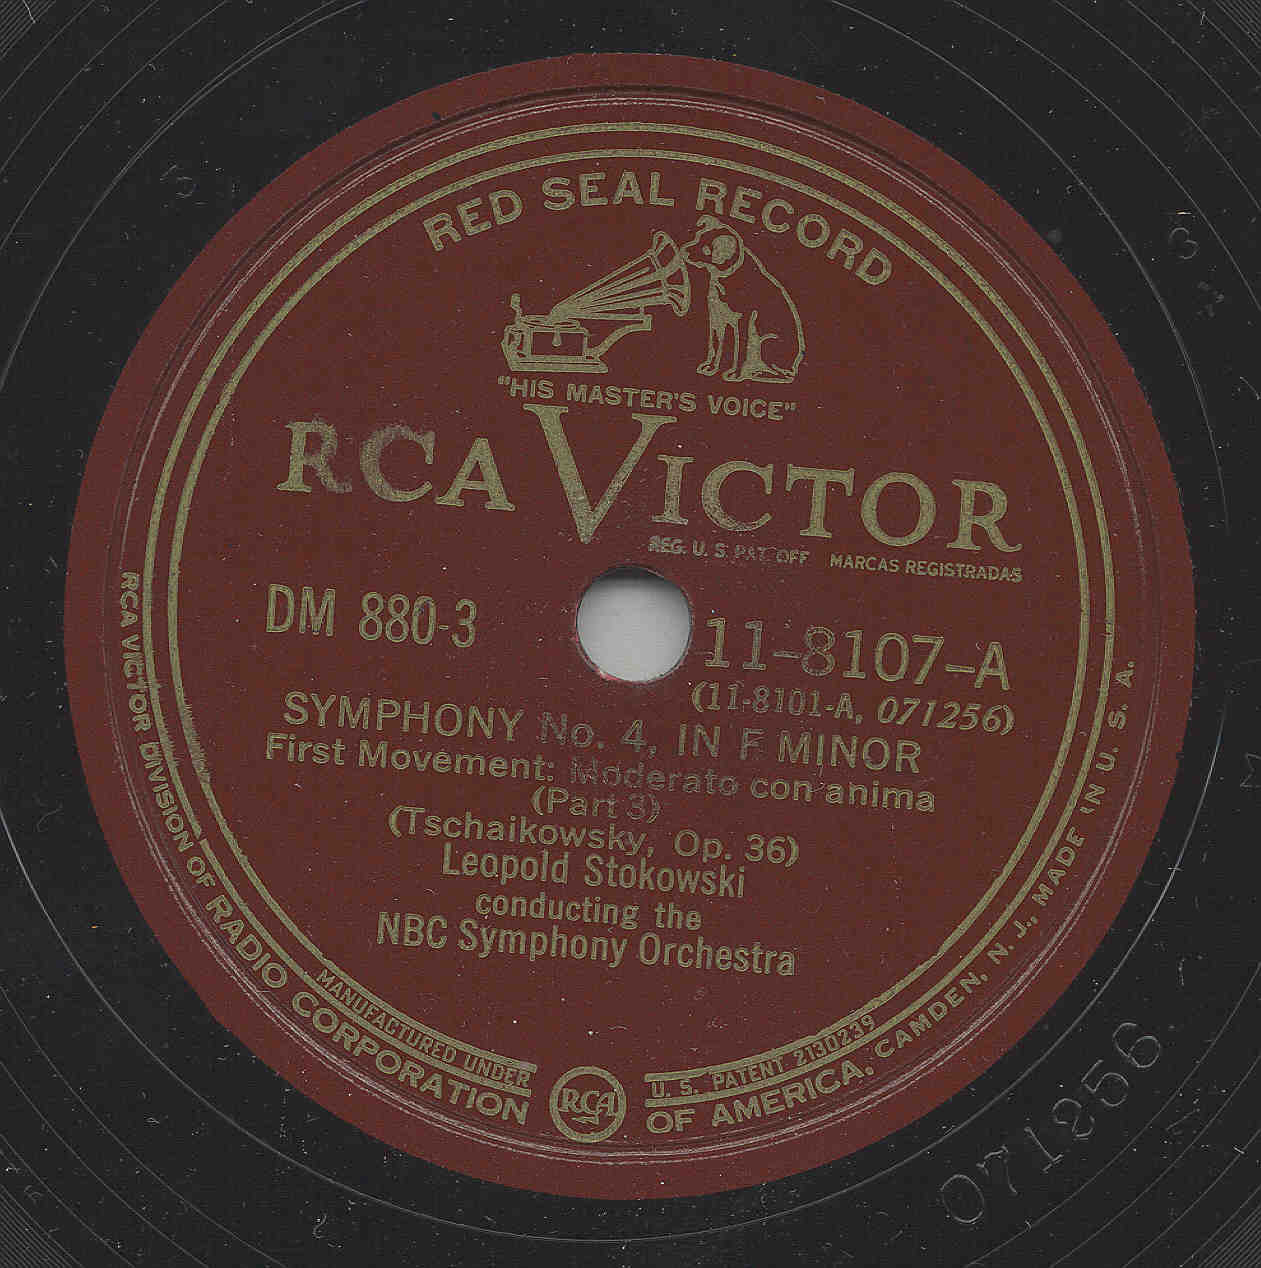 RED SEAL RECORD
"HIS MASTER'S VOICE"
RCA VICTOR
REG. U. S. PAT. OFF MARCAS REGISTRADAS
DM 880-3
11-8107-A
(11-8101-A, 071256)
SYMPHONY No. 4, IN F MINOR
First Movement: Moderato con anima
(Part 3)
(Tschaikowsky, Op. 36)
Leopold Stokowski
conducting the
NBC Symphony Orchestra
MANUFACTURED UNDER U. S. PATENT 2130239
RCA VICTOR DIVISION OF RADIO CORPORATION OF AMERICA, CAMDEN, N. J., MADE IN U. S. A.
RCA
071256